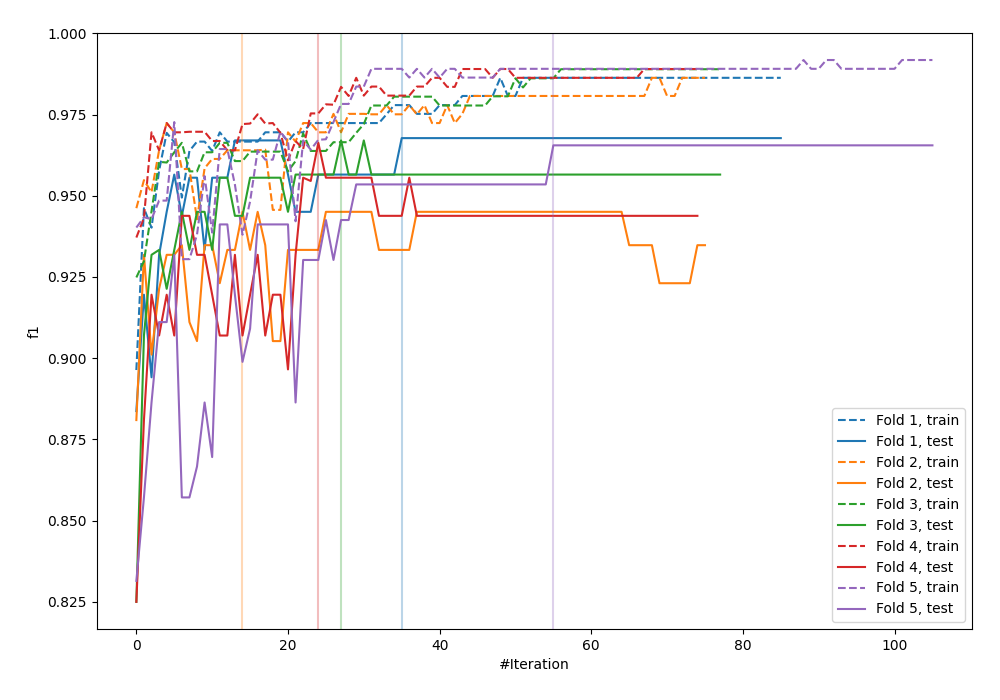 1.000
0.975
0.950
0.925
0.900
0.875
0.850
0.825
f1
0
20
40
60
80
100
#Iteration
Fold 1, train
Fold 1, test
Fold 2, train
Fold 2, test
Fold 3, train
Fold 3, test
Fold 4, train
Fold 4, test
Fold 5, train
Fold 5, test